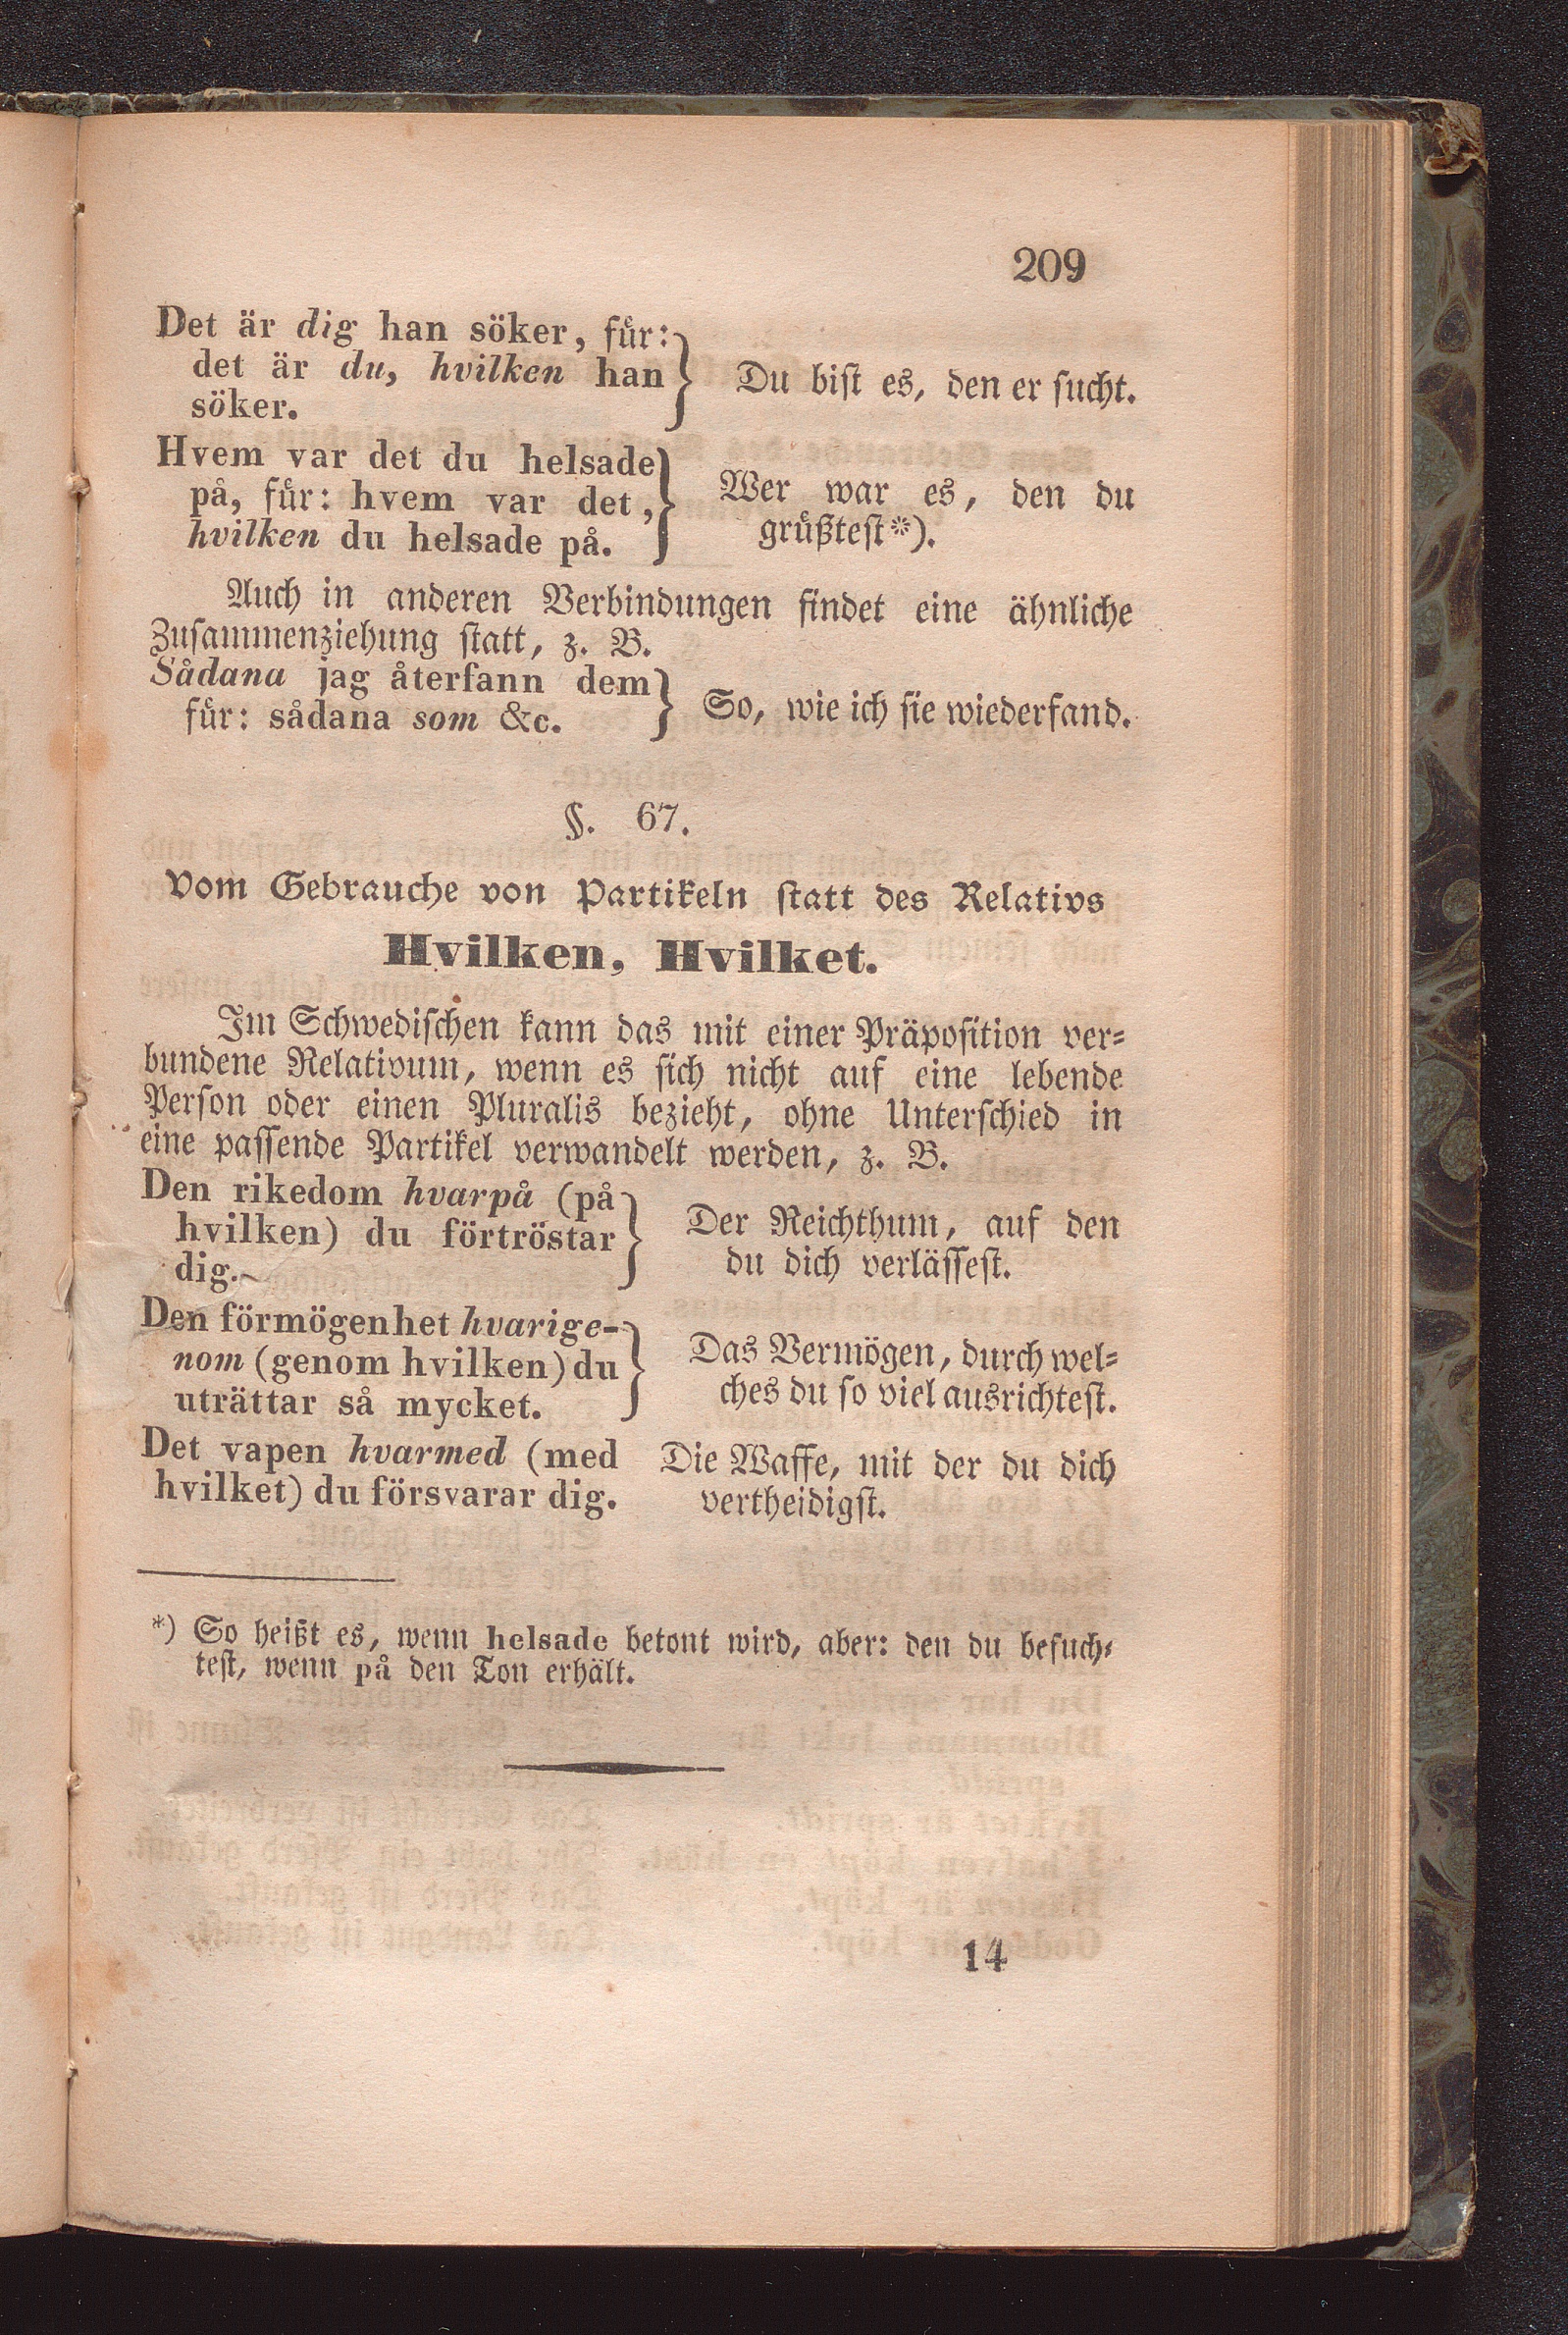 209
Det är dig han söker, für:
det är du, hvilken han
söker.
Du bist es, den er sucht.
Hvem var det du helsade
på, für: hvem var det,
hvilken du helsade på.
Wer war es, den du
grüßtest*).
Auch in anderen Verbindungen findet eine ähnliche
Zusammenziehung statt, z. B.
Sådana jag återfann dem
für: sådana som &c.
So, wie ich sie wiederfand.
§. 67.
Vom Gebrauche von Partikeln statt des Relativs
Hvilken, Hvilket.
Im Schwedischen kann das mit einer Präposition ver=
bundene Relativum, wenn es sich nicht auf eine lebende
Person oder einen Pluralis bezieht, ohne Unterschied in
eine passende Partikel verwandelt werden, z. B.
Den rikedom hvarpå (på
hvilken) du förtröstar
dig.
Der Reichthum, auf den
du dich verlässest.
Den förmögenhet hvarige-
nom (genom hvilken) du
uträttar så mycket.
Das Vermögen, durch wel=
ches du so viel ausrichtest.
Det vapen hvarmed (med
hvilket) du försvarar dig.
Die Waffe, mit der du dich
vertheidigst.
*) So heißt es, wenn helsade betont wird, aber: den du besuch=
test, wenn på den Ton erhält.
14